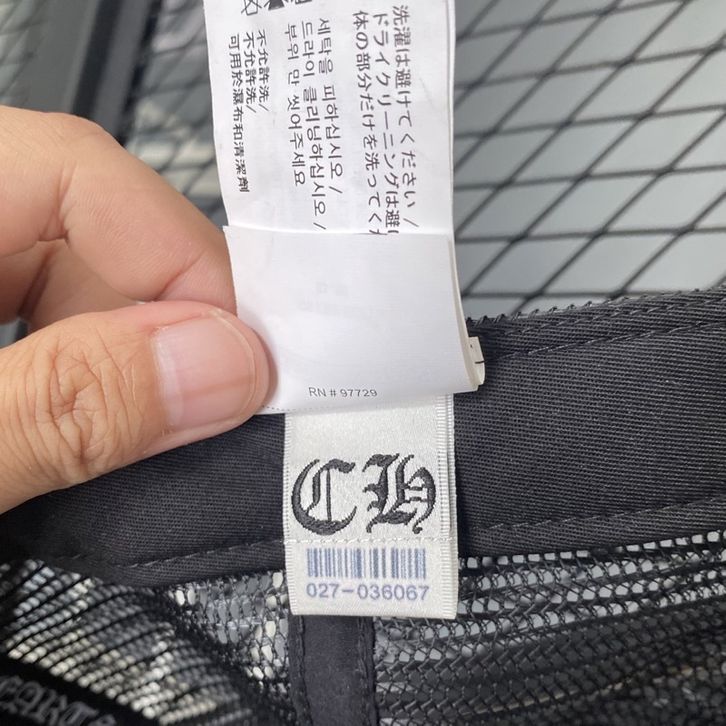 洗濯は避けてください /
ドライクリーニングは避
体の部分だけを洗ってく
세탁을 피하십시오 /
드라이 클리닝하십시오 /
부위 만 씻어주세요
不允許洗/
不允許洗/
可用於瀑布和清潔劑
RN # 97729
CH
027-036067